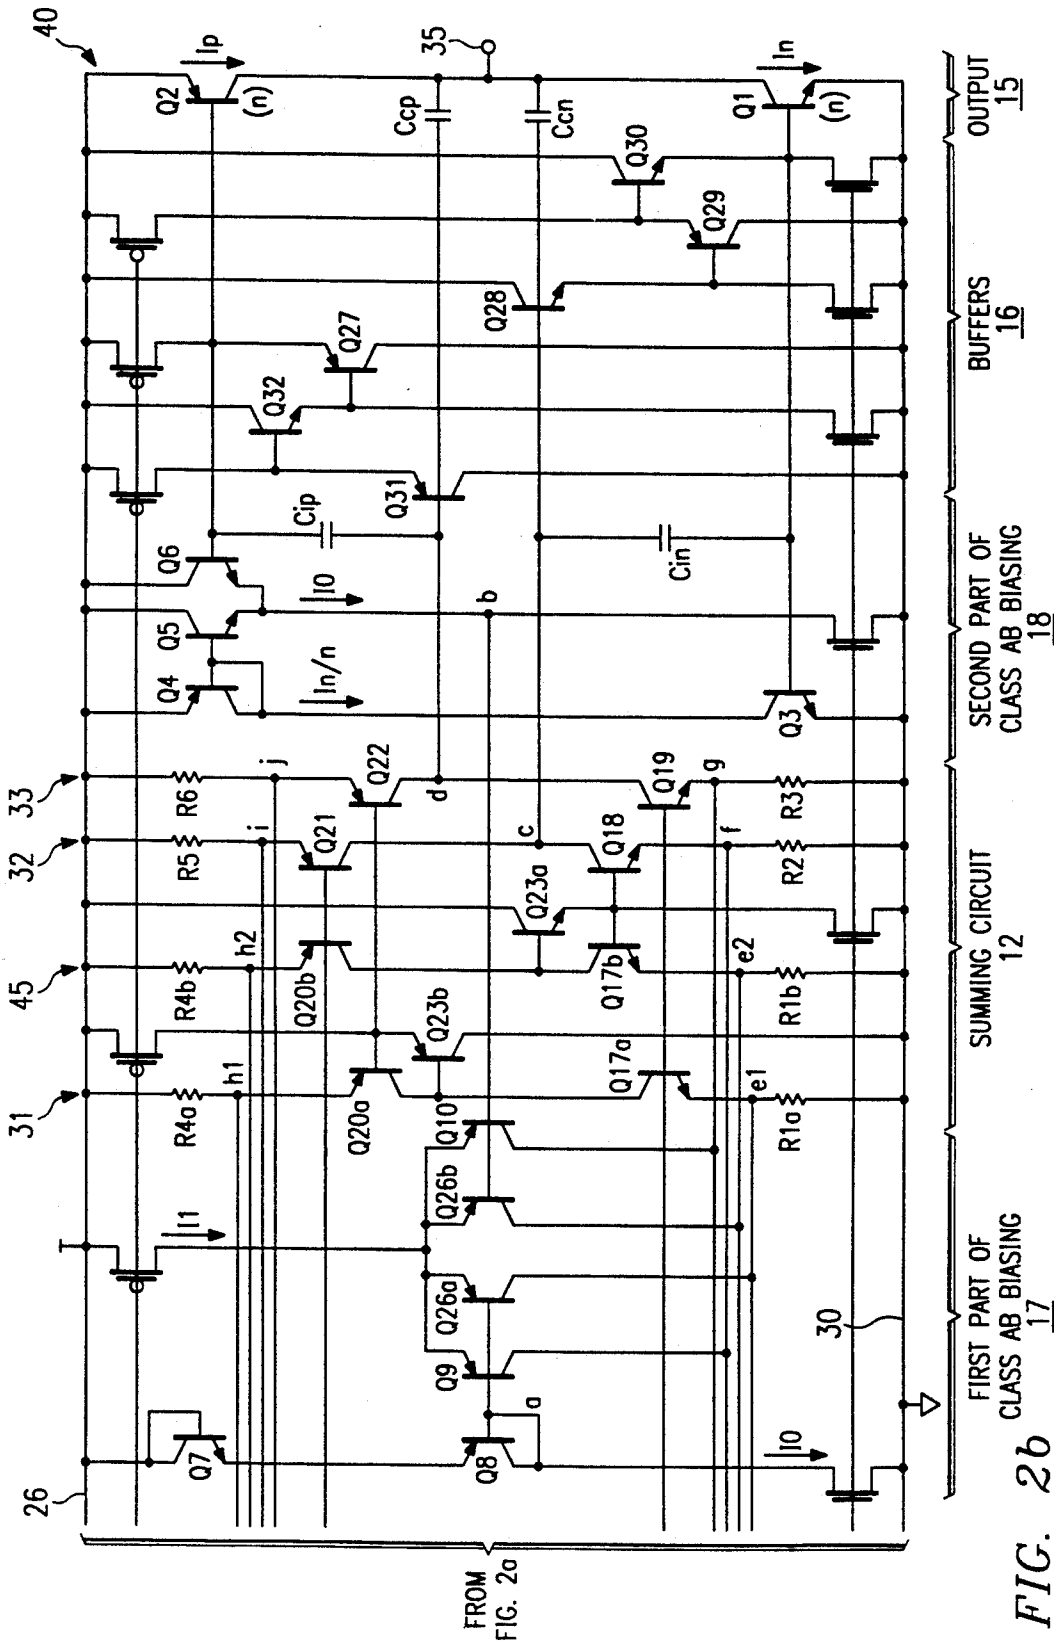 40
35
33
32
45
31
26
Ip
In
Q2
(n)
Q1
(n)
Ccp
Ccn
Q30
Q29
Q28
Q27
Q32
Q31
Cip
Cin
Q6
Q5
Q4
Q3
I0
In/n
b
R6
R5
R4b
R4a
j
i
h2
h1
Q22
Q21
Q20b
Q20a
Q23b
Q23a
d
c
Q19
Q18
Q17b
Q17a
g
f
e2
e1
R3
R2
R1b
R1a
I1
Q10
Q26b
Q26a
Q9
Q8
Q7
a
I0
30
FROM
FIG. 2a
FIRST PART OF
CLASS AB BIASING
17
SUMMING CIRCUIT
12
SECOND PART OF
CLASS AB BIASING
18
BUFFERS
16
OUTPUT
15
FIG. 2b